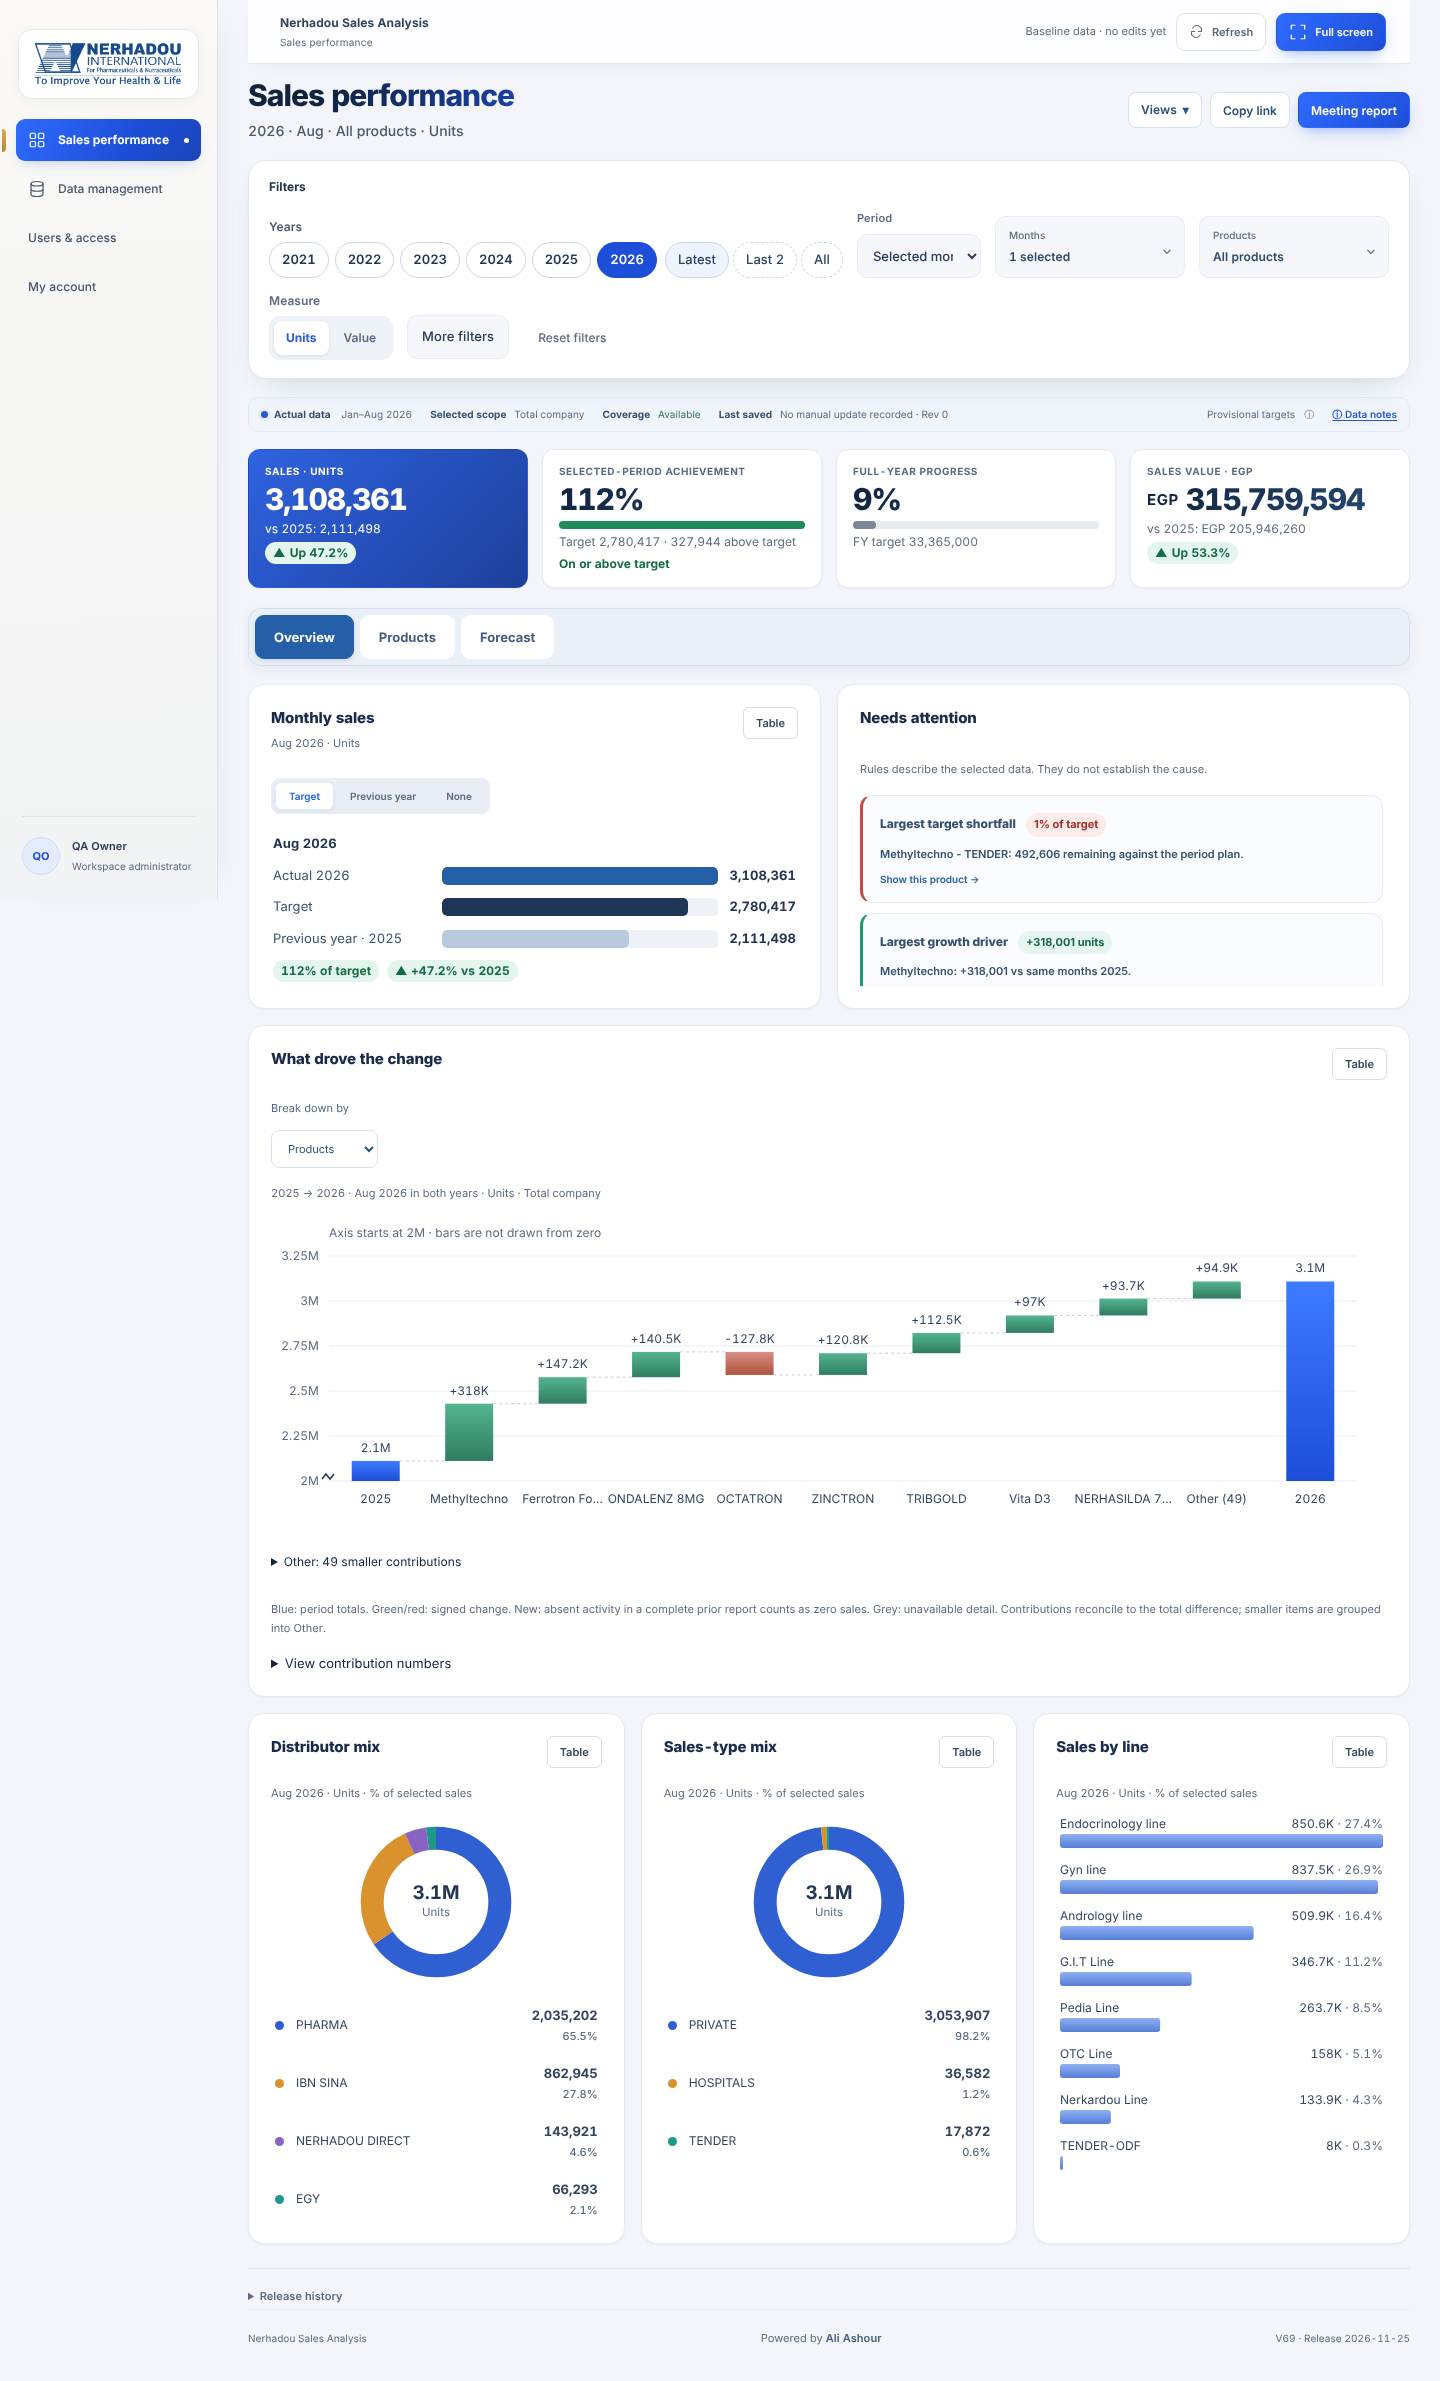 NERHADOU
INTERNATIONAL
For Pharmaceuticals & Nutraceuticals
To Improve Your Health & Life
Sales performance
Data management
Users & access
My account
QO
QA Owner
Workspace administrator
Nerhadou Sales Analysis
Sales performance
Baseline data · no edits yet
Refresh
Full screen
Sales performance
2026 · Aug · All products · Units
Views ▾
Copy link
Meeting report
Filters
Years
2021 2022 2023 2024 2025 2026 Latest Last 2 All
Period
Selected mor
Months
1 selected
Products
All products
Measure
Units Value
More filters
Reset filters
Actual data Jan–Aug 2026 Selected scope Total company Coverage Available Last saved No manual update recorded · Rev 0
Provisional targets ⓘ
ⓘ Data notes
SALES · UNITS
3,108,361
vs 2025: 2,111,498
▲ Up 47.2%
SELECTED-PERIOD ACHIEVEMENT
112%
Target 2,780,417 · 327,944 above target
On or above target
FULL-YEAR PROGRESS
9%
FY target 33,365,000
SALES VALUE · EGP
EGP 315,759,594
vs 2025: EGP 205,946,260
▲ Up 53.3%
Overview
Products
Forecast
Monthly sales
Table
Aug 2026 · Units
Target Previous year None
Aug 2026
Actual 2026 3,108,361
Target 2,780,417
Previous year · 2025 2,111,498
112% of target ▲ +47.2% vs 2025
Needs attention
Rules describe the selected data. They do not establish the cause.
Largest target shortfall 1% of target
Methyltechno - TENDER: 492,606 remaining against the period plan.
Show this product →
Largest growth driver +318,001 units
Methyltechno: +318,001 vs same months 2025.
What drove the change
Table
Break down by
Products
2025 → 2026 · Aug 2026 in both years · Units · Total company
Axis starts at 2M · bars are not drawn from zero
3.25M
3M
2.75M
2.5M
2.25M
2M
2.1M
+318K
+147.2K
+140.5K
-127.8K
+120.8K
+112.5K
+97K
+93.7K
+94.9K
3.1M
2025 Methyltechno Ferrotron Fo... ONDALENZ 8MG OCTATRON ZINCTRON TRIBGOLD Vita D3 NERHASILDA 7... Other (49) 2026
▶ Other: 49 smaller contributions
Blue: period totals. Green/red: signed change. New: absent activity in a complete prior report counts as zero sales. Grey: unavailable detail. Contributions reconcile to the total difference; smaller items are grouped
into Other.
▶ View contribution numbers
Distributor mix
Table
Aug 2026 · Units · % of selected sales
3.1M
Units
PHARMA 2,035,202
65.5%
IBN SINA 862,945
27.8%
NERHADOU DIRECT 143,921
4.6%
EGY 66,293
2.1%
Sales-type mix
Table
Aug 2026 · Units · % of selected sales
3.1M
Units
PRIVATE 3,053,907
98.2%
HOSPITALS 36,582
1.2%
TENDER 17,872
0.6%
Sales by line
Table
Aug 2026 · Units · % of selected sales
Endocrinology line 850.6K · 27.4%
Gyn line 837.5K · 26.9%
Andrology line 509.9K · 16.4%
G.I.T Line 346.7K · 11.2%
Pedia Line 263.7K · 8.5%
OTC Line 158K · 5.1%
Nerkardou Line 133.9K · 4.3%
TENDER-ODF 8K · 0.3%
▶ Release history
Nerhadou Sales Analysis
Powered by Ali Ashour
V69 · Release 2026-11-25